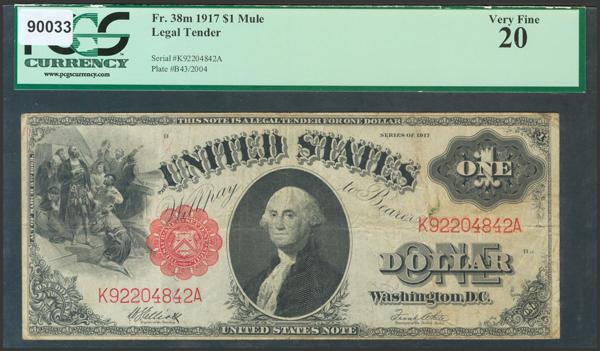 90033
PCGS
CURRENCY
www.pcgscurrency.com
Fr. 38m 1917 $1 Mule
Legal Tender
Serial #K92204842A
Plate #B43/2004
Very Fine
20
THIS NOTE IS A LEGAL TENDER FOR ONE DOLLAR
B
SERIES OF 1917
UNITED STATES
ONE
Will pay to Bearer
K92204842A
ONE
DOLLAR
K92204842A
Washington, D.C.
UNITED STATES NOTE